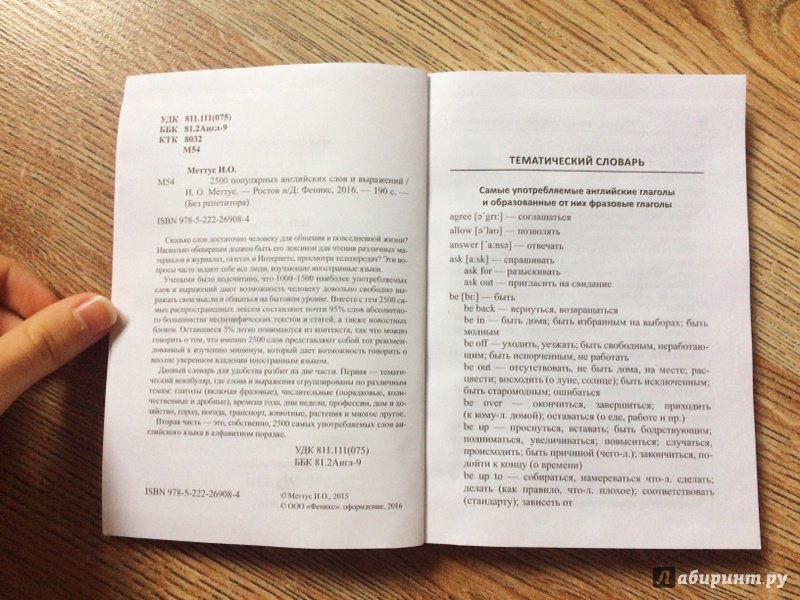 УДК 811.111(075)
ББК 81.2Англ-9
КТК 8032
М54
Меттус И.О.
М54 2500 популярных английских слов и выражений /
И. О. Меттус. — Ростов н/Д: Феникс, 2016. — 190 с. —
(Без репетитора)
ISBN 978-5-222-26908-4
Сколько слов достаточно человеку для общения в повседневной жизни?
Насколько обширным должен быть его лексикон для чтения различных ма-
териалов в журналах, газетах и Интернете, просмотра телепередач? Эти во-
просы часто задают себе все люди, изучающие иностранные языки.
Учеными было подсчитано, что 1000–1500 наиболее употребляемых
слов и выражений дают возможность человеку довольно свободно выра-
жать свои мысли и общаться на бытовом уровне. Вместе с тем 2500 са-
мых распространенных лексем составляют почти 95% слов абсолютно-
го большинства неспецифических текстов и статей, а также новостных
блоков. Оставшиеся 5% легко понимаются из контекста, так что можно
говорить о том, что именно 2500 слов представляют собой тот рекомен-
дованный к изучению минимум, который дает возможность говорить о
вполне уверенном владении иностранным языком.
Данный словарь для удобства разбит на две части. Первая — темати-
ческий вокабуляр, где слова и выражения сгруппированы по различным
темам: глаголы (включая фразовые), числительные (порядковые, коли-
чественные и дробные), времена года, дни недели, профессии, дом и хо-
зяйство, город, погода, транспорт, животные, растения и многое другое.
Вторая часть — это, собственно, 2500 самых употребляемых слов ан-
глийского языка в алфавитном порядке.
УДК 811.111(075)
ББК 81.2Англ-9
ISBN 978-5-222-26908-4
© Меттус И.О., 2015
© ООО «Феникс»: оформление, 2016
ТЕМАТИЧЕСКИЙ СЛОВАРЬ
Самые употребляемые английские глаголы
и образованные от них фразовые глаголы
agree [ə´gri:] — соглашаться
allow [ə´laʊ] — позволять
answer [´a:nsə] — отвечать
ask [a:sk] — спрашивать
ask for — разыскивать
ask out — пригласить на свидание
be [bi:] — быть
be back — вернуться, возвращаться
be in — быть дома; быть избранным на выборах; быть
модным
be off — уходить, уезжать; быть свободным, неработаю-
щим; быть испорченным, не работать
be out — отсутствовать, не быть дома, на месте; рас-
цвести; восходить (о луне, солнце); быть исключенным;
быть старомодным; ошибаться
be over — окончиться, завершиться; приходить
(к кому-л. домой); оставаться (о еде, работе и пр.)
be up — проснуться, вставать; быть бодрствующим;
подниматься, увеличиваться; повыситься; случаться,
происходить; быть причиной (чего-л.); закончиться, по-
дойти к концу (о времени)
be up to — собираться, намереваться что-л. сделать;
делать (как правило, что-л. плохое); соответствовать
(стандарту); зависеть от
Лабиринт.ру